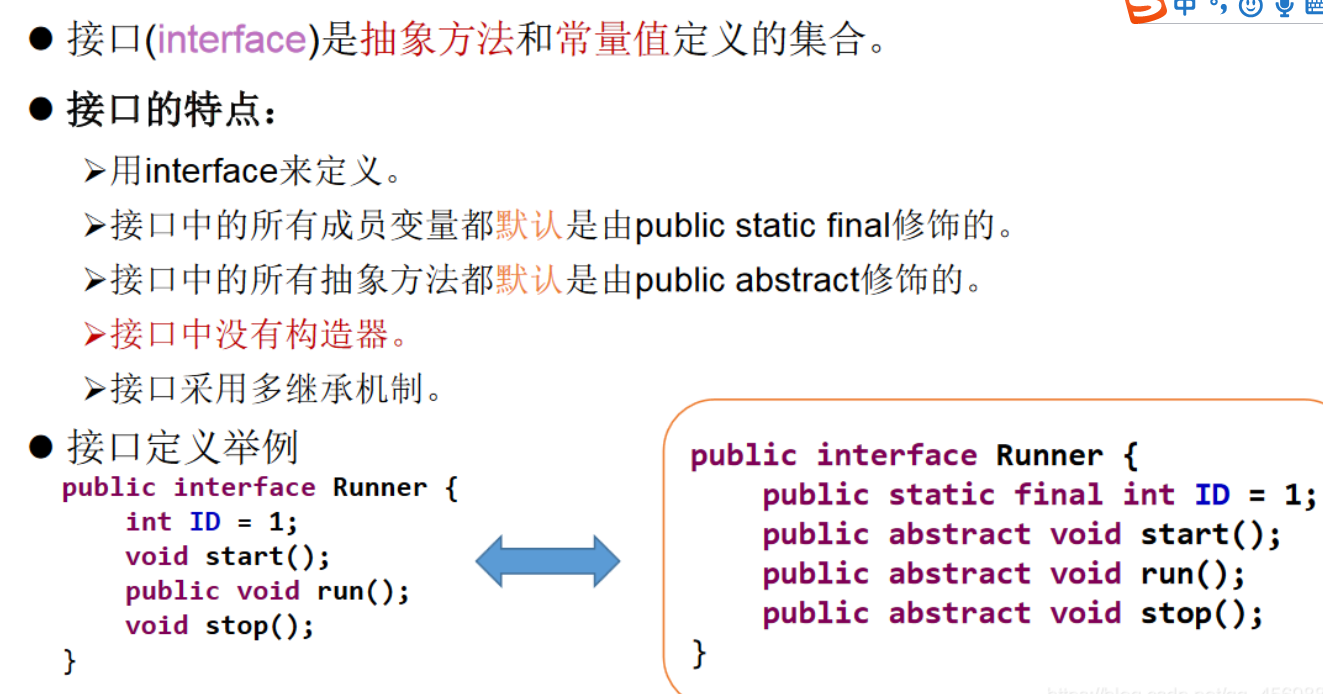 中
● 接口(interface)是抽象方法和常量值定义的集合。
● 接口的特点：
➢用interface来定义。
➢接口中的所有成员变量都默认是由public static final修饰的。
➢接口中的所有抽象方法都默认是由public abstract修饰的。
➢接口中没有构造器。
➢接口采用多继承机制。
● 接口定义举例
public interface Runner {
int ID = 1;
void start();
public void run();
void stop();
}
public interface Runner {
public static final int ID = 1;
public abstract void start();
public abstract void run();
public abstract void stop();
}